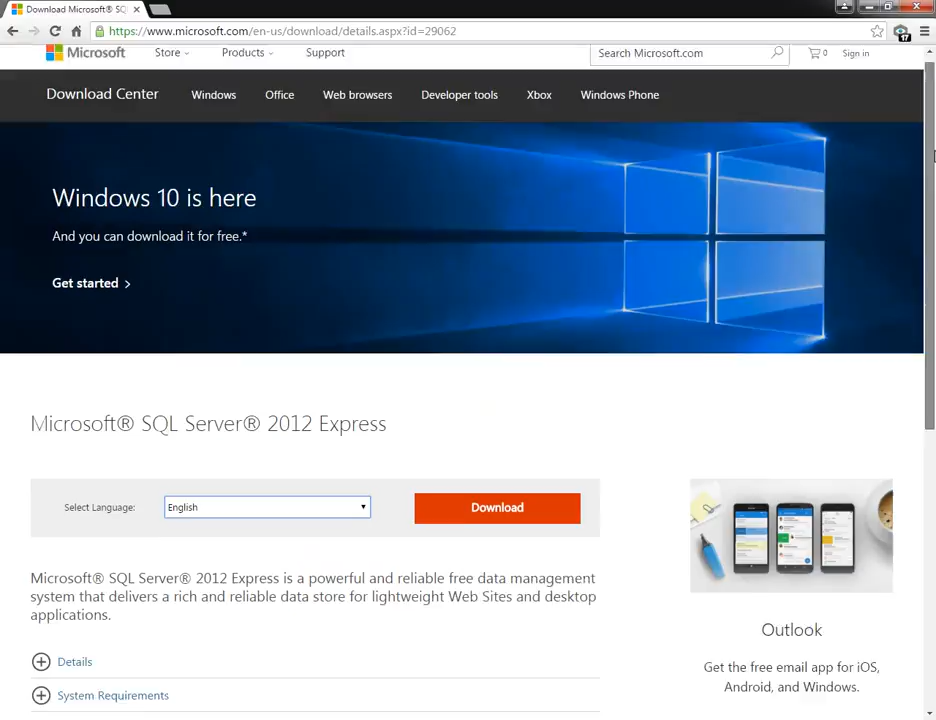 Download Microsoft® SQ
https://www.microsoft.com/en-us/download/details.aspx?id=29062
17
Microsoft
Store
Products
Support
Search Microsoft.com
0
Sign in
Download Center
Windows
Office
Web browsers
Developer tools
Xbox
Windows Phone
Windows 10 is here
And you can download it for free.*
Get started >
Microsoft® SQL Server® 2012 Express
Select Language:
English
Download
Microsoft® SQL Server® 2012 Express is a powerful and reliable free data management
system that delivers a rich and reliable data store for lightweight Web Sites and desktop
applications.
Details
System Requirements
Outlook
Get the free email app for iOS,
Android, and Windows.